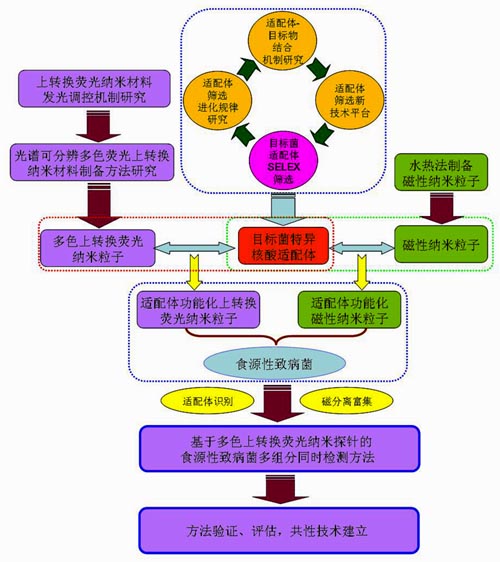 适配体-
目标物
结合
机制研究
上转换荧光纳米材料
发光调控机制研究
适配体
筛选
进化规律
研究
适配体
筛选新
技术平台
目标菌
适配体
SELEX
筛选
光谱可分辨多色荧光上转换
纳米材料制备方法研究
水热法制备
磁性纳米粒子
多色上转换荧光
纳米粒子
目标菌特异
核酸适配体
磁性纳米粒子
适配体功能化上转换
荧光纳米粒子
适配体功能化
磁性纳米粒子
食源性致病菌
适配体识别
磁分离富集
基于多色上转换荧光纳米探针的
食源性致病菌多组分同时检测方法
方法验证、评估，共性技术建立